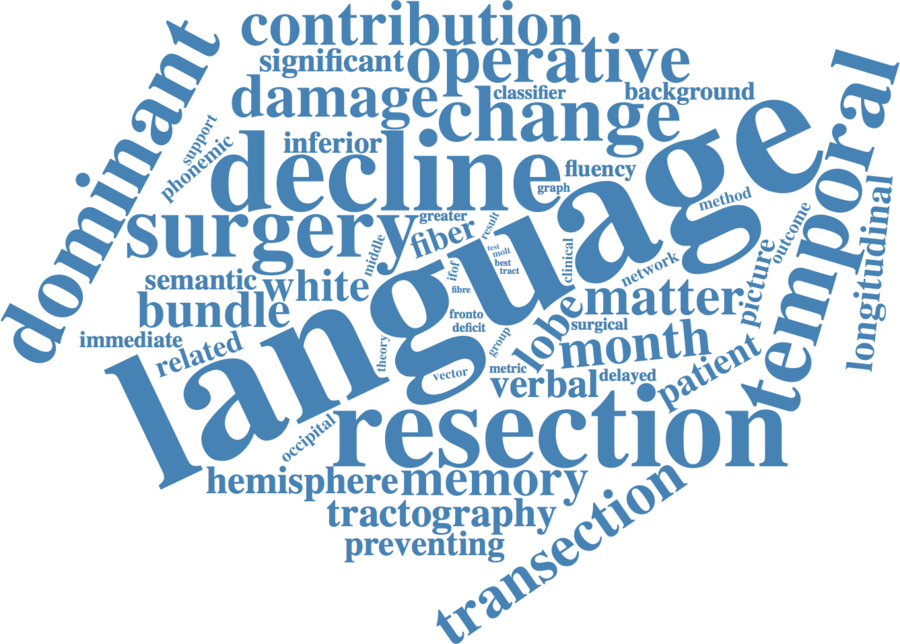 contribution
significant
operative
dominant
damage
classifier
background
change
temporal
support
phonemic
inferior
decline
fluency
graph
language
method
surgery
greater
fiber
result
middle
test
molt
best
tract
clinical
outcome
longitudinal
semantic
white
ifof
fibre
network
picture
bundle
matter
fronto
deficit
lobe
surgical
immediate
related
theory
group
month
vector
metric
verbal
delayed
patient
resection
occipital
hemisphere
memory
tractography
transection
preventing